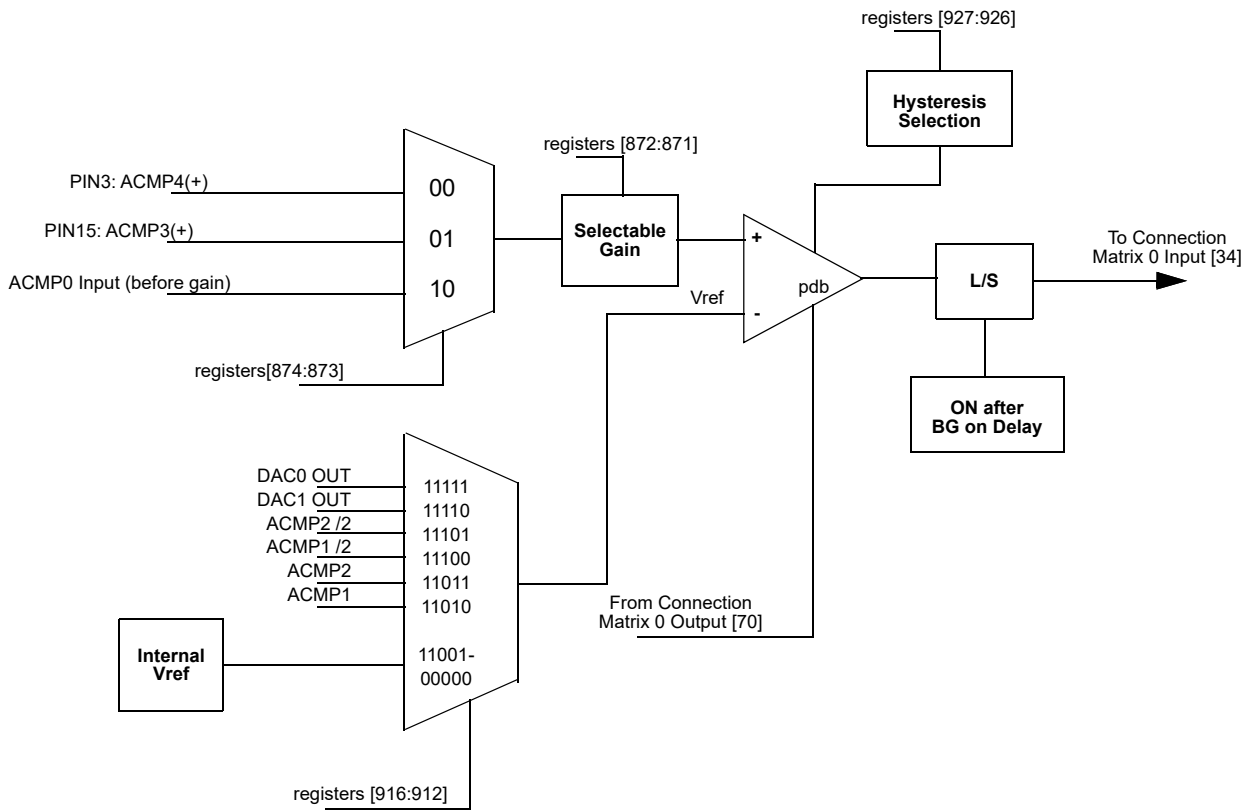 registers [927:926]
Hysteresis
Selection
registers [872:871]
PIN3: ACMP4(+)
00
PIN15: ACMP3(+)
01
ACMP0 Input (before gain)
10
Selectable
Gain
+
-
pdb
Vref
L/S
To Connection
Matrix 0 Input [34]
registers[874:873]
ON after
BG on Delay
DAC0 OUT
11111
DAC1 OUT
11110
ACMP2 /2
11101
ACMP1 /2
11100
ACMP2
11011
ACMP1
11010
11001-
00000
Internal
Vref
From Connection
Matrix 0 Output [70]
registers [916:912]